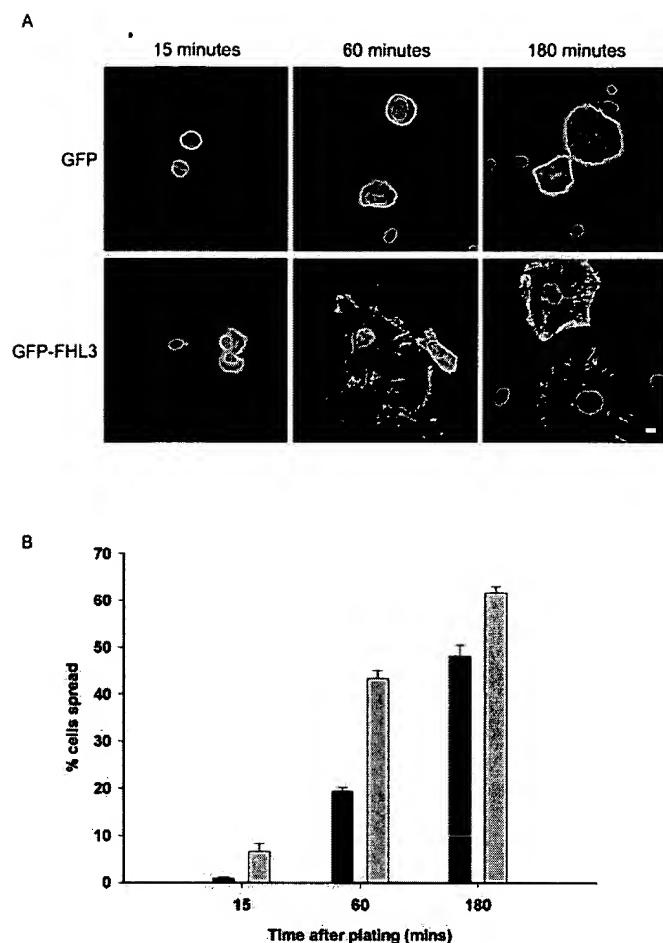 A
15 minutes 60 minutes 180 minutes
GFP
GFP-FHL3
B
% cells spread
70
60
50
40
30
20
10
0
15 60 180
Time after plating (mins)